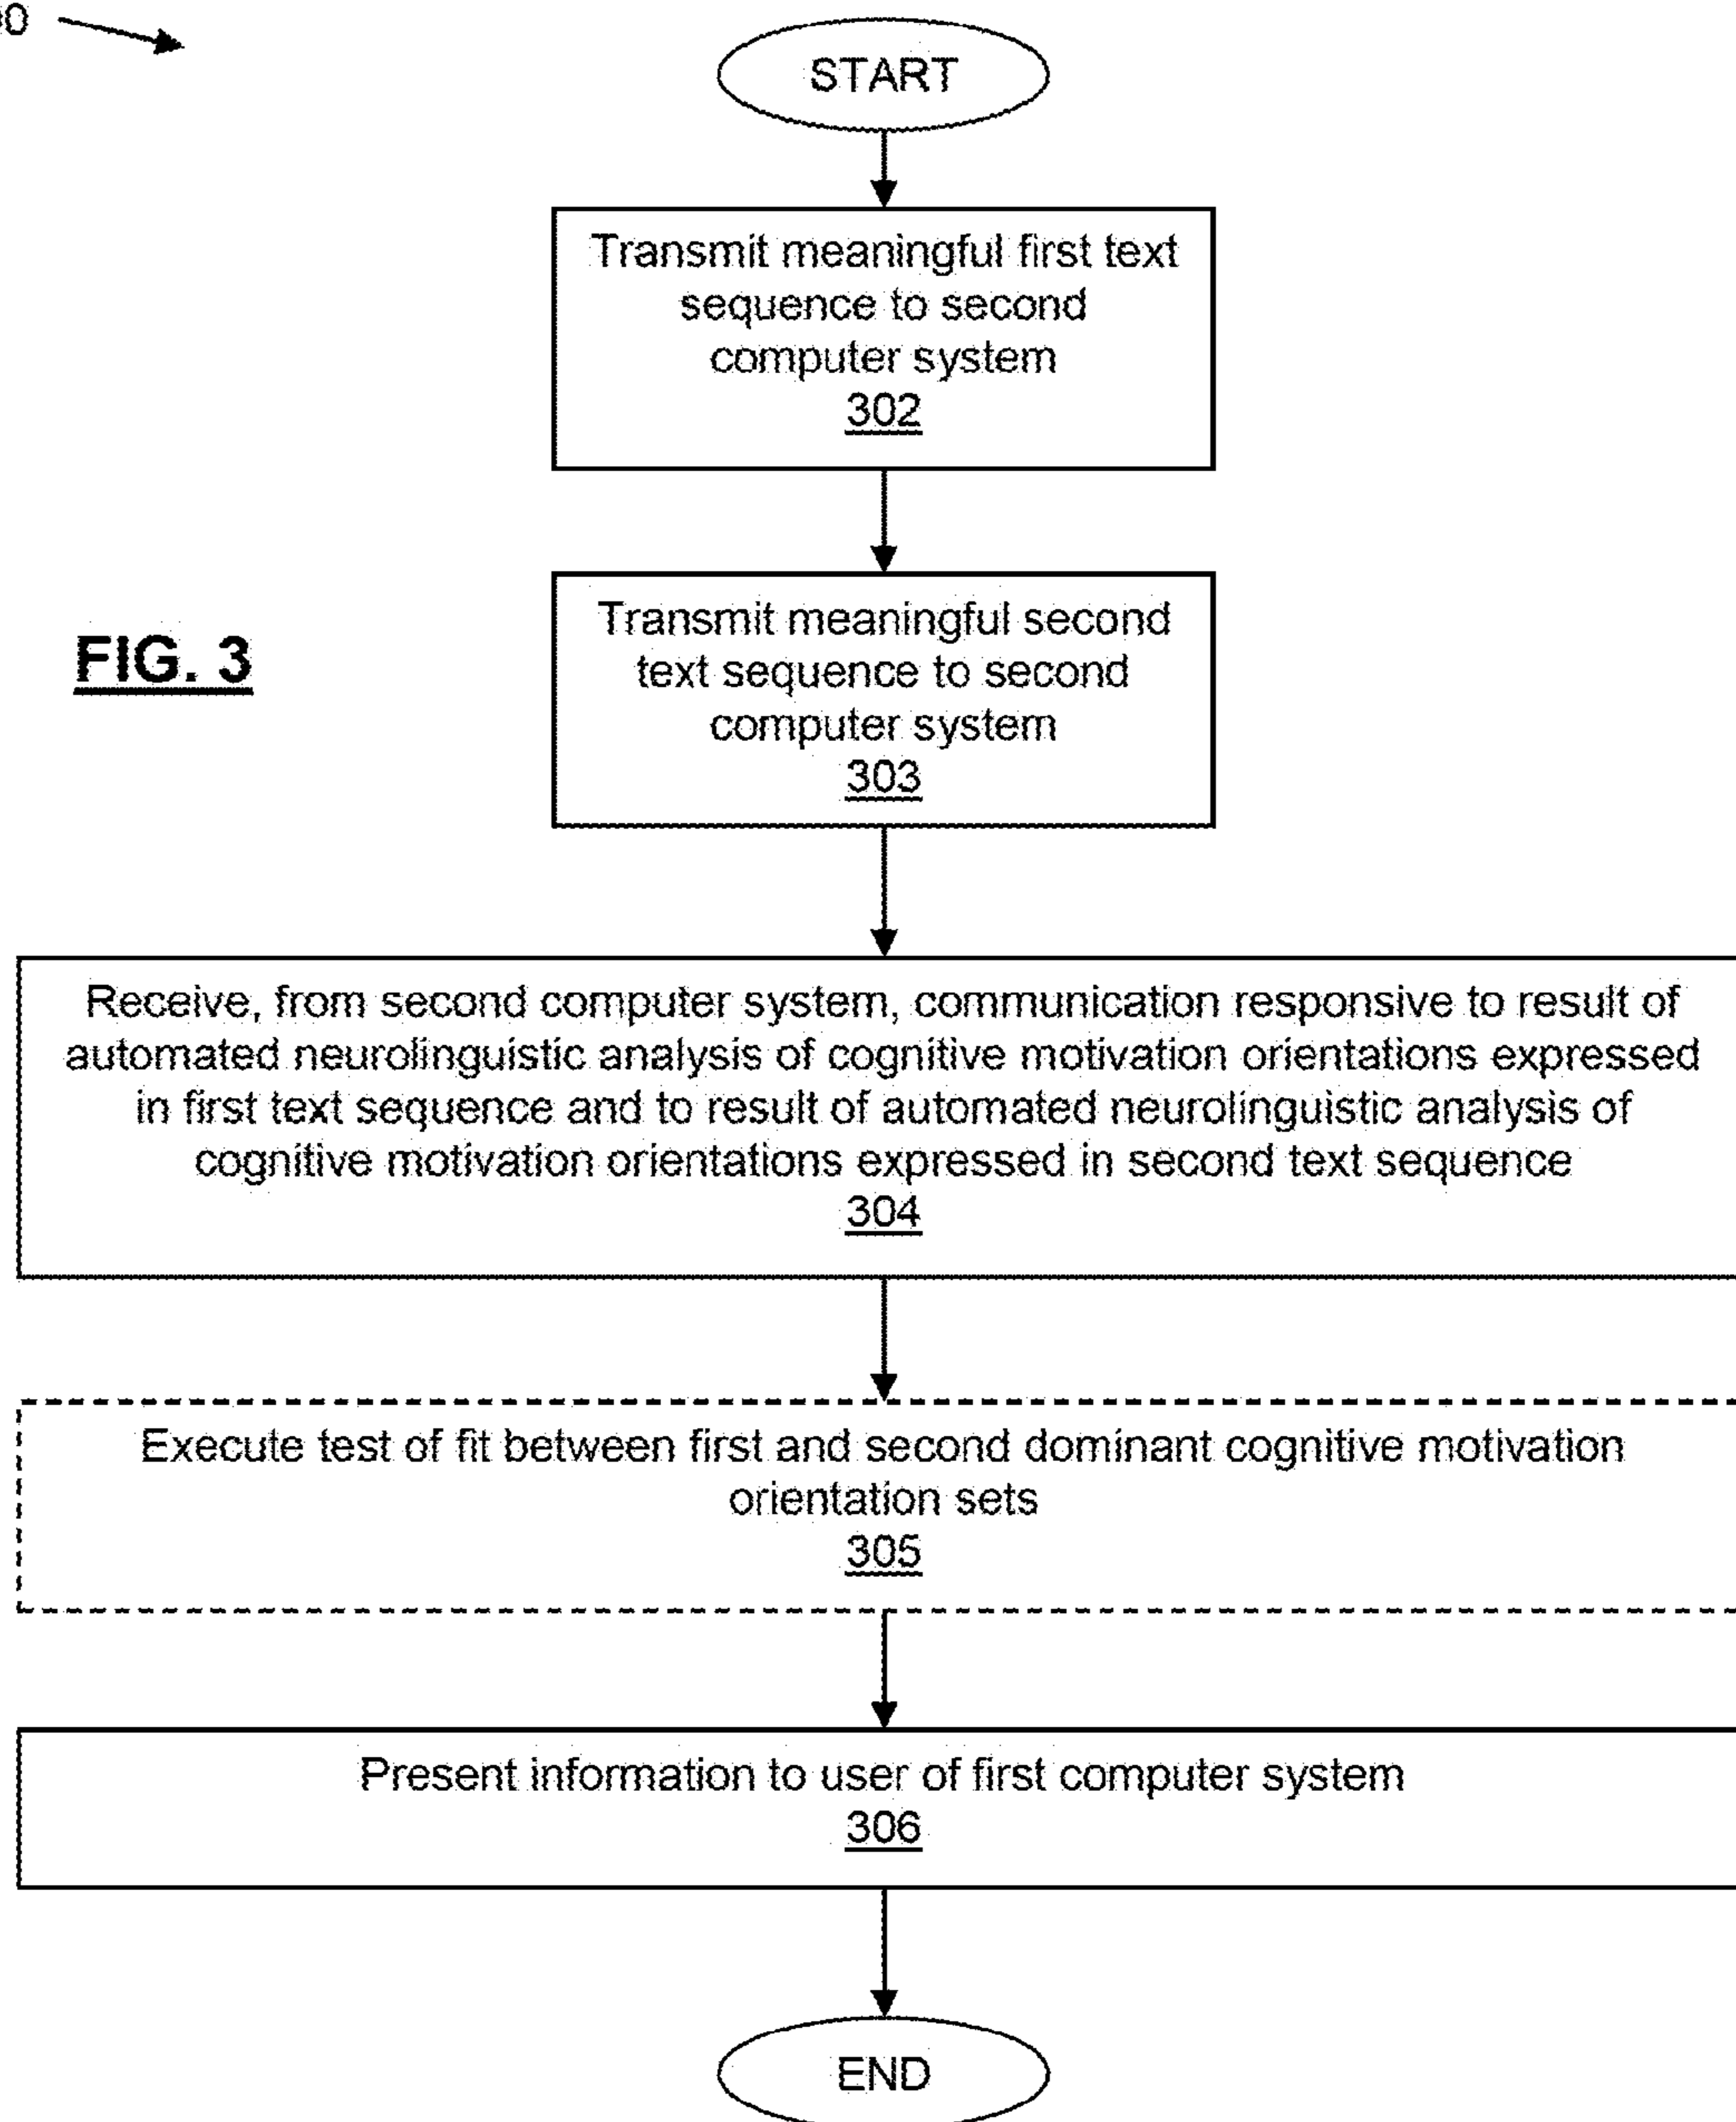 START
Transmit meaningful first text
sequence to second
computer system
302
FIG. 3
Transmit meaningful second
text sequence to second
computer system
303
Receive, from second computer system, communication responsive to result of
automated neurolinguistic analysis of cognitive motivation orientations expressed
in first text sequence and to result of automated neurolinguistic analysis of
cognitive motivation orientations expressed in second text sequence
304
Execute test of fit between first and second dominant cognitive motivation
orientation sets
305
Present information to user of first computer system
306
END